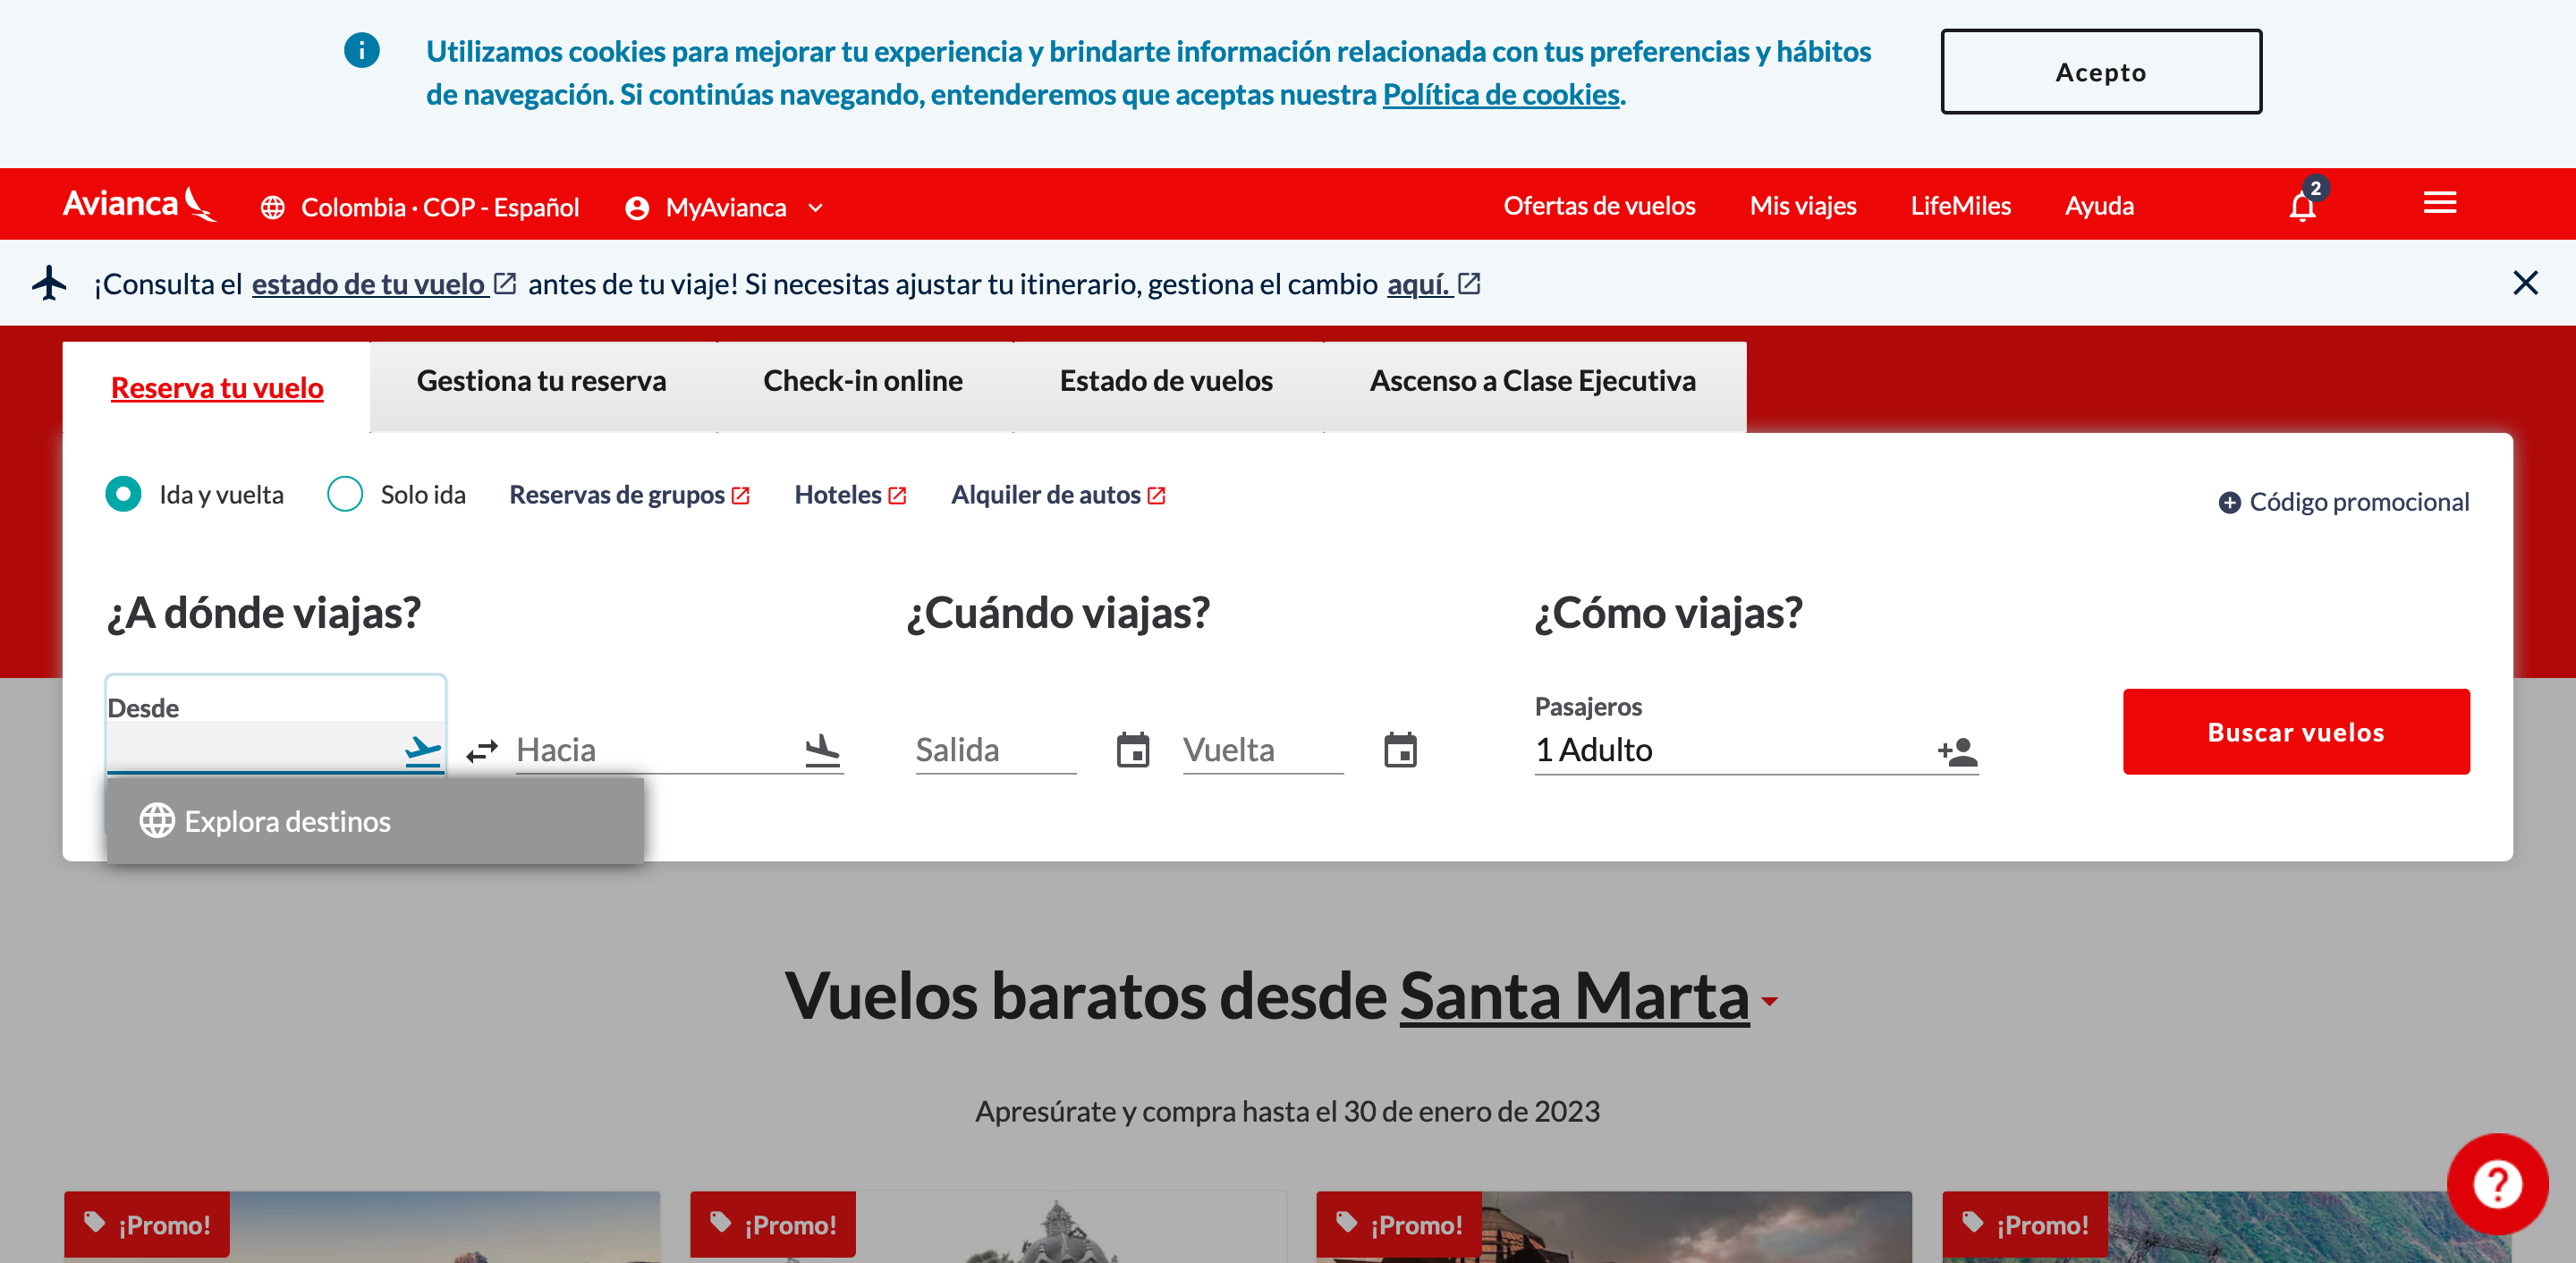 Utilizamos cookies para mejorar tu experiencia y brindarte información relacionada con tus preferencias y hábitos
de navegación. Si continúas navegando, entenderemos que aceptas nuestra Política de cookies.
Acepto
Avianca
Colombia · COP - Español
MyAvianca
Ofertas de vuelos
Mis viajes
LifeMiles
Ayuda
2
¡Consulta el estado de tu vuelo antes de tu viaje! Si necesitas ajustar tu itinerario, gestiona el cambio aquí.
Reserva tu vuelo
Gestiona tu reserva
Check-in online
Estado de vuelos
Ascenso a Clase Ejecutiva
Ida y vuelta
Solo ida
Reservas de grupos
Hoteles
Alquiler de autos
Código promocional
¿A dónde viajas?
¿Cuándo viajas?
¿Cómo viajas?
Desde
Hacia
Salida
Vuelta
Pasajeros
1 Adulto
Buscar vuelos
Explora destinos
Vuelos baratos desde Santa Marta
Apresúrate y compra hasta el 30 de enero de 2023
¡Promo!
¡Promo!
¡Promo!
¡Promo!